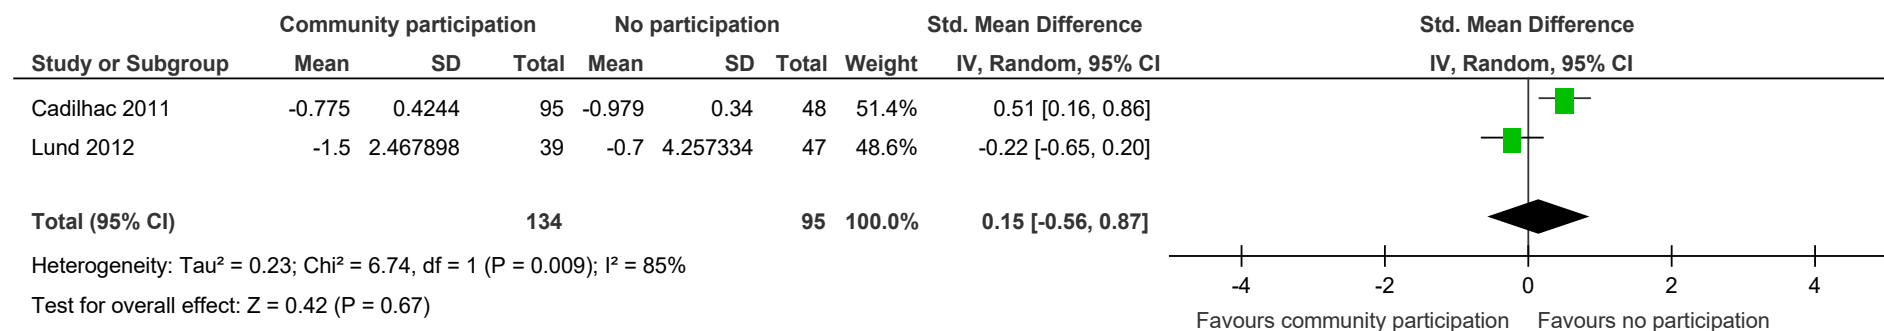 Community participation No participation Std. Mean Difference Std. Mean Difference
Study or Subgroup Mean SD Total Mean SD Total Weight IV, Random, 95% CI IV, Random, 95% CI
Cadilhac 2011 -0.775 0.4244 95 -0.979 0.34 48 51.4% 0.51 [0.16, 0.86]
Lund 2012 -1.5 2.467898 39 -0.7 4.257334 47 48.6% -0.22 [-0.65, 0.20]
Total (95% CI) 134 95 100.0% 0.15 [-0.56, 0.87]
Heterogeneity: Tau² = 0.23; Chi² = 6.74, df = 1 (P = 0.009); I² = 85%
Test for overall effect: Z = 0.42 (P = 0.67)
-4 -2 0 2 4
Favours community participation Favours no participation